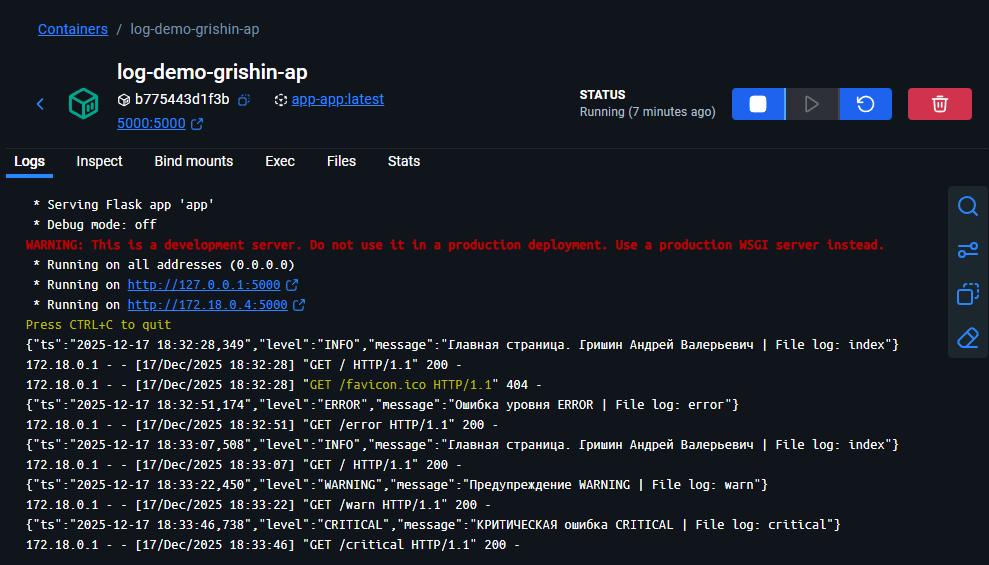 Containers / log-demo-grishin-ap
log-demo-grishin-ap
b775443d1f3b app-app:latest
5000:5000
STATUS
Running (7 minutes ago)
Logs Inspect Bind mounts Exec Files Stats
* Serving Flask app 'app'
* Debug mode: off
WARNING: This is a development server. Do not use it in a production deployment. Use a production WSGI server instead.
* Running on all addresses (0.0.0.0)
* Running on http://127.0.0.1:5000
* Running on http://172.18.0.4:5000
Press CTRL+C to quit
{"ts":"2025-12-17 18:32:28,349","level":"INFO","message":"Главная страница. Гришин Андрей Валерьевич | File log: index"}
172.18.0.1 - - [17/Dec/2025 18:32:28] "GET / HTTP/1.1" 200 -
172.18.0.1 - - [17/Dec/2025 18:32:28] "GET /favicon.ico HTTP/1.1" 404 -
{"ts":"2025-12-17 18:32:51,174","level":"ERROR","message":"Ошибка уровня ERROR | File log: error"}
172.18.0.1 - - [17/Dec/2025 18:32:51] "GET /error HTTP/1.1" 200 -
{"ts":"2025-12-17 18:33:07,508","level":"INFO","message":"Главная страница. Гришин Андрей Валерьевич | File log: index"}
172.18.0.1 - - [17/Dec/2025 18:33:07] "GET / HTTP/1.1" 200 -
{"ts":"2025-12-17 18:33:22,450","level":"WARNING","message":"Предупреждение WARNING | File log: warn"}
172.18.0.1 - - [17/Dec/2025 18:33:22] "GET /warn HTTP/1.1" 200 -
{"ts":"2025-12-17 18:33:46,738","level":"CRITICAL","message":"КРИТИЧЕСКАЯ ошибка CRITICAL | File log: critical"}
172.18.0.1 - - [17/Dec/2025 18:33:46] "GET /critical HTTP/1.1" 200 -